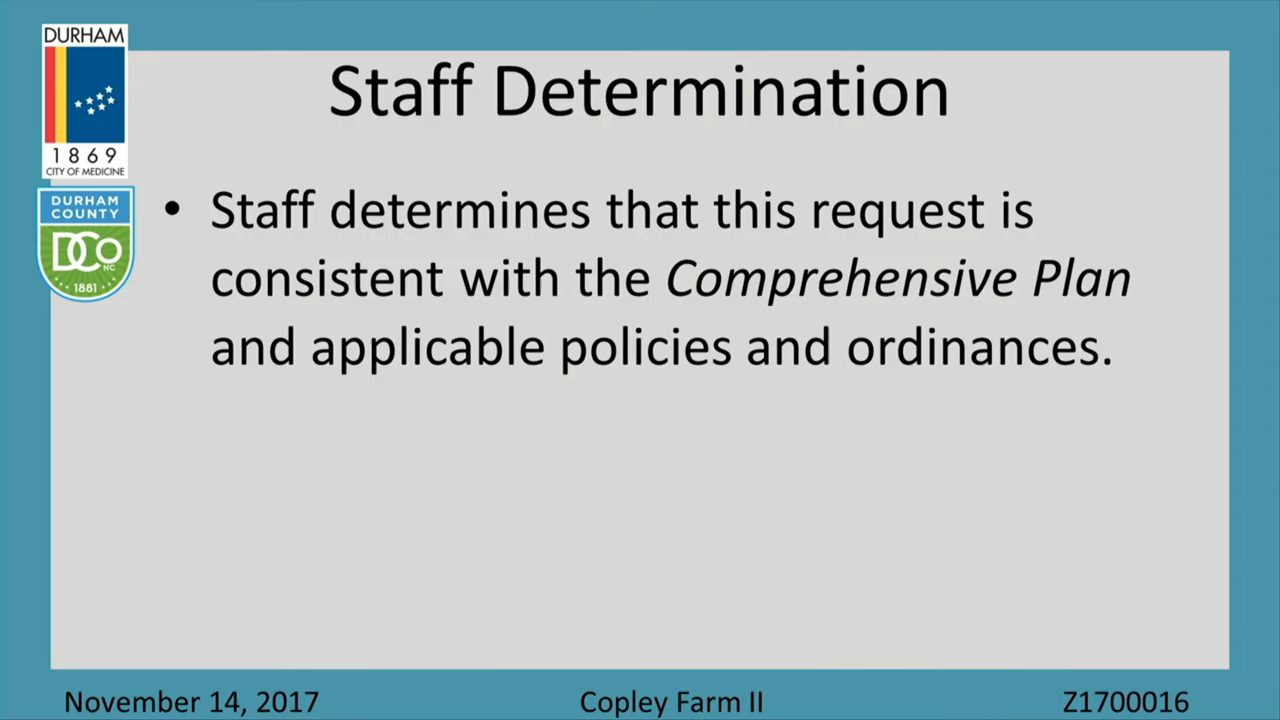 DURHAM
1869
CITY OF MEDICINE
DURHAM
COUNTY
DCo
NC
1881
Staff Determination
• Staff determines that this request is
consistent with the Comprehensive Plan
and applicable policies and ordinances.
November 14, 2017
Copley Farm II
Z1700016